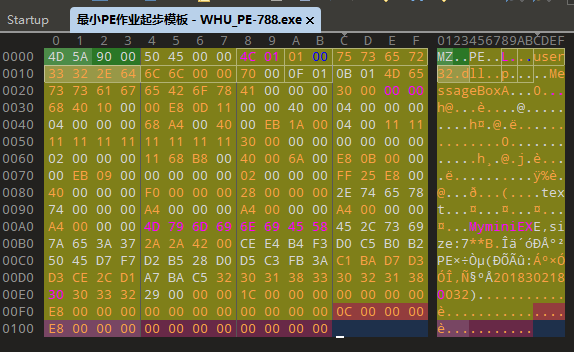 Startup 最小PE作业起步模板 - WHU_PE-788.exe ×
0 1 2 3 4 5 6 7 8 9 A B C D E F 0123456789ABCDEF
0000 4D 5A 90 00 50 45 00 00 4C 01 01 00 75 73 65 72 MZ..PE..L...user
0010 33 32 2E 64 6C 6C 00 00 70 00 0F 01 0B 01 4D 65 32.dll..p.....Me
0020 73 73 61 67 65 42 6F 78 41 00 00 00 30 00 00 00 ssageBoxA...0...
0030 68 40 10 00 00 E8 0D 11 00 00 40 00 04 00 00 00 h@...è....@.....
0040 04 00 00 00 68 A4 00 40 00 EB 1A 00 04 00 11 11 ....h¤.@.ë......
0050 11 11 11 11 11 11 11 11 30 00 00 00 00 00 00 00 ........0.......
0060 02 00 00 00 11 68 B8 00 40 00 6A 00 E8 0B 00 00 .....h¸.@.j.è...
0070 00 EB 09 00 00 00 00 00 00 00 00 00 FF 25 E8 00 .ë..........ÿ%è.
0080 40 00 00 00 F0 00 00 00 28 00 00 00 2E 74 65 78 @...ð...(....tex
0090 74 00 00 00 A4 00 00 00 A4 00 00 00 A4 00 00 00 t...¤...¤...¤...
00A0 A4 00 00 00 4D 79 6D 69 6E 69 45 58 45 2C 73 69 ¤...MyminiEXE,si
00B0 7A 65 3A 37 2A 2A 42 00 CE E4 B4 F3 D0 C5 B0 B2 ze:7**B.Îä´óÐÅ°²
00C0 50 45 D7 F7 D2 B5 28 D0 D5 C3 FB 3A C1 BA D7 D3 PE×÷Òµ(ÐÕÃû:Áº×Ó
00D0 D3 CE 2C D1 A7 BA C5 32 30 31 38 33 30 32 31 38 ÓÎ,Ñ§ºÅ201830218
00E0 30 30 33 32 29 00 00 00 1C 00 00 00 00 00 00 00 0032)...........
00F0 E8 00 00 00 00 00 00 00 00 00 00 00 0C 00 00 00 è...............
0100 E8 00 00 00 00 00 00 00 00 00 00 00 è...........